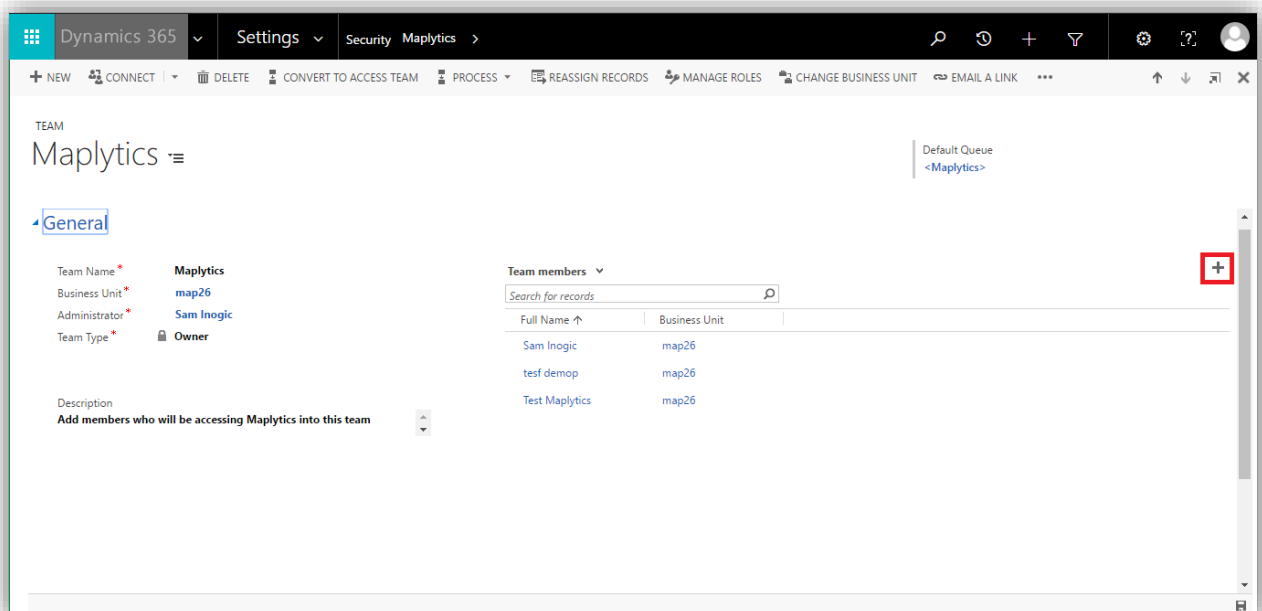 Dynamics 365 Settings Security Maplytics >
+ NEW CONNECT DELETE CONVERT TO ACCESS TEAM PROCESS REASSIGN RECORDS MANAGE ROLES CHANGE BUSINESS UNIT EMAIL A LINK •••
TEAM
Maplytics
Default Queue
<Maplytics>
General
Team Name* Maplytics
Business Unit* map26
Administrator* Sam Inogic
Team Type* Owner
Description
Add members who will be accessing Maplytics into this team
Team members
Search for records
Full Name ↑ Business Unit
Sam Inogic map26
tesf demop map26
Test Maplytics map26